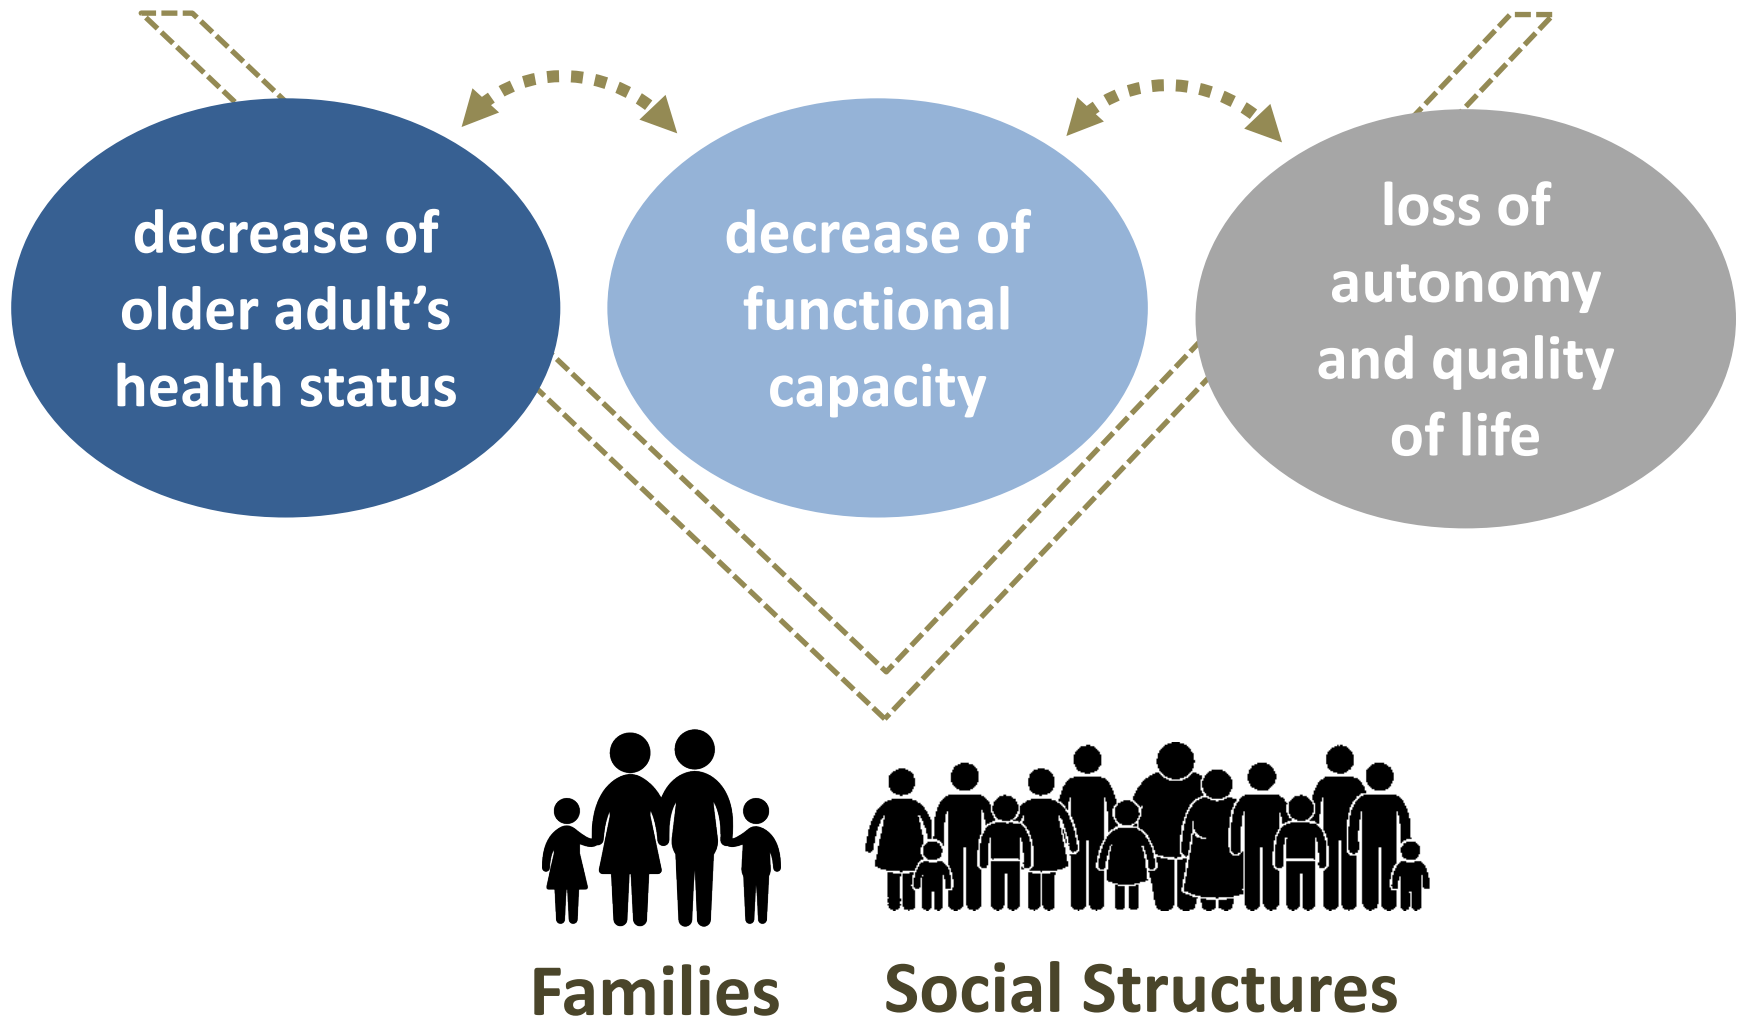 decrease of
older adult’s
health status
decrease of
functional
capacity
loss of
autonomy
and quality
of life
Families
Social Structures